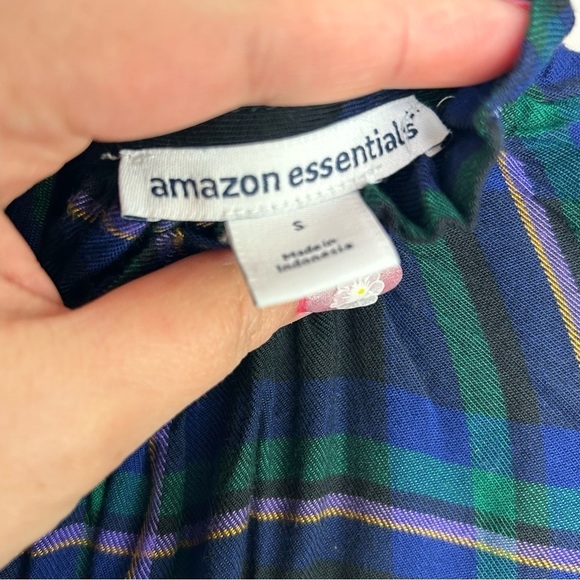 amazon essentials
S
Made in
Indonesia